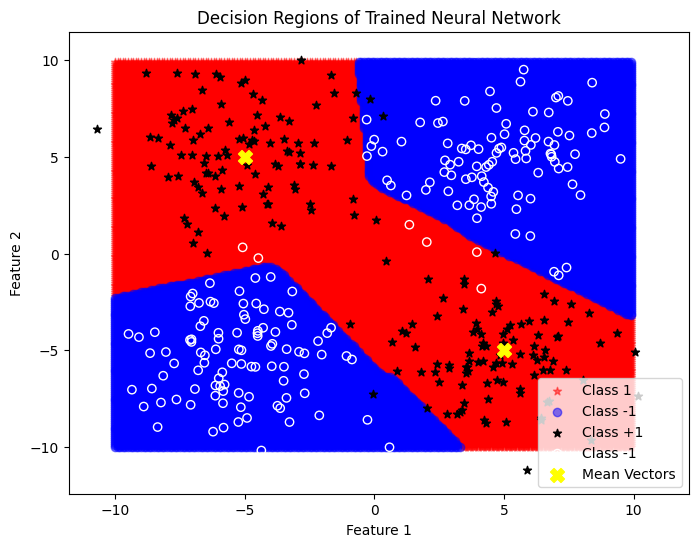 Decision Regions of Trained Neural Network
Feature 2
10
5
0
−5
−10
Class 1
Class -1
Class +1
Class -1
Mean Vectors
−10
−5
0
5
10
Feature 1